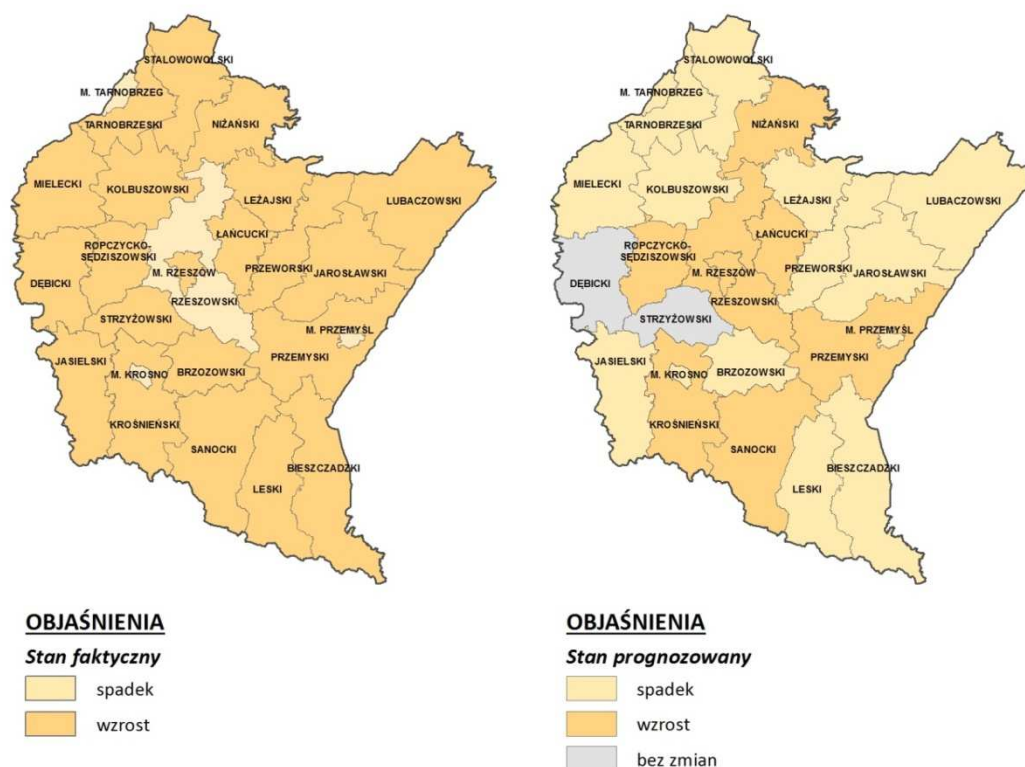 STALOWOWOLSKI
M. TARNOBRZEG
TARNOBRZESKI
NIŻAŃSKI
MIELECKI
KOLBUSZOWSKI
LEŻAJSKI
LUBACZOWSKI
ŁAŃCUCKI
ROPCZYCKO-
SĘDZISZOWSKI
M. RZESZÓW
PRZEWORSKI
JAROSŁAWSKI
DĘBICKI
RZESZOWSKI
STRZYŻOWSKI
M. PRZEMYŚL
JASIELSKI
PRZEMYSKI
M. KROSNO
BRZOZOWSKI
KROŚNIEŃSKI
SANOCKI
BIESZCZADZKI
LESKI
OBJAŚNIENIA
Stan faktyczny
spadek
wzrost
STALOWOWOLSKI
M. TARNOBRZEG
TARNOBRZESKI
NIŻAŃSKI
MIELECKI
KOLBUSZOWSKI
LEŻAJSKI
LUBACZOWSKI
ŁAŃCUCKI
ROPCZYCKO-
SĘDZISZOWSKI
M. RZESZÓW
PRZEWORSKI
JAROSŁAWSKI
DĘBICKI
RZESZOWSKI
STRZYŻOWSKI
M. PRZEMYŚL
JASIELSKI
PRZEMYSKI
M. KROSNO
BRZOZOWSKI
KROŚNIEŃSKI
SANOCKI
BIESZCZADZKI
LESKI
OBJAŚNIENIA
Stan prognozowany
spadek
wzrost
bez zmian